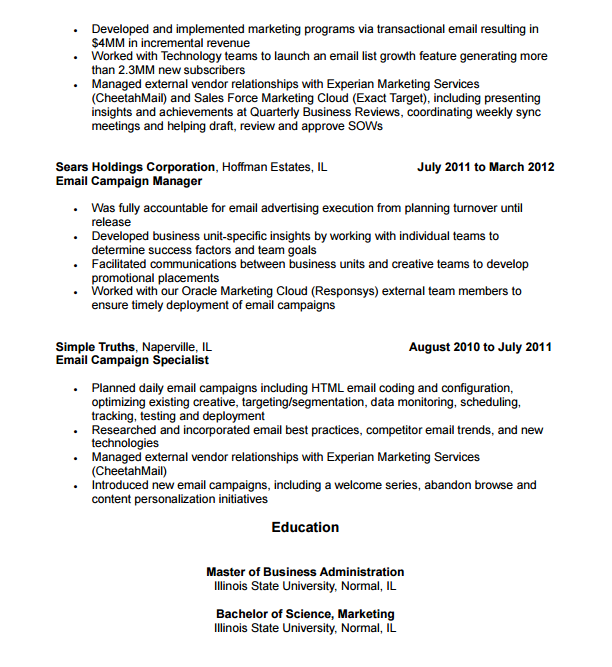 • Developed and implemented marketing programs via transactional email resulting in
$4MM in incremental revenue
• Worked with Technology teams to launch an email list growth feature generating more
than 2.3MM new subscribers
• Managed external vendor relationships with Experian Marketing Services
(CheetahMail) and Sales Force Marketing Cloud (Exact Target), including presenting
insights and achievements at Quarterly Business Reviews, coordinating weekly sync
meetings and helping draft, review and approve SOWs
Sears Holdings Corporation, Hoffman Estates, IL July 2011 to March 2012
Email Campaign Manager
• Was fully accountable for email advertising execution from planning turnover until
release
• Developed business unit-specific insights by working with individual teams to
determine success factors and team goals
• Facilitated communications between business units and creative teams to develop
promotional placements
• Worked with our Oracle Marketing Cloud (Responsys) external team members to
ensure timely deployment of email campaigns
Simple Truths, Naperville, IL August 2010 to July 2011
Email Campaign Specialist
• Planned daily email campaigns including HTML email coding and configuration,
optimizing existing creative, targeting/segmentation, data monitoring, scheduling,
tracking, testing and deployment
• Researched and incorporated email best practices, competitor email trends, and new
technologies
• Managed external vendor relationships with Experian Marketing Services
(CheetahMail)
• Introduced new email campaigns, including a welcome series, abandon browse and
content personalization initiatives
Education
Master of Business Administration
Illinois State University, Normal, IL
Bachelor of Science, Marketing
Illinois State University, Normal, IL